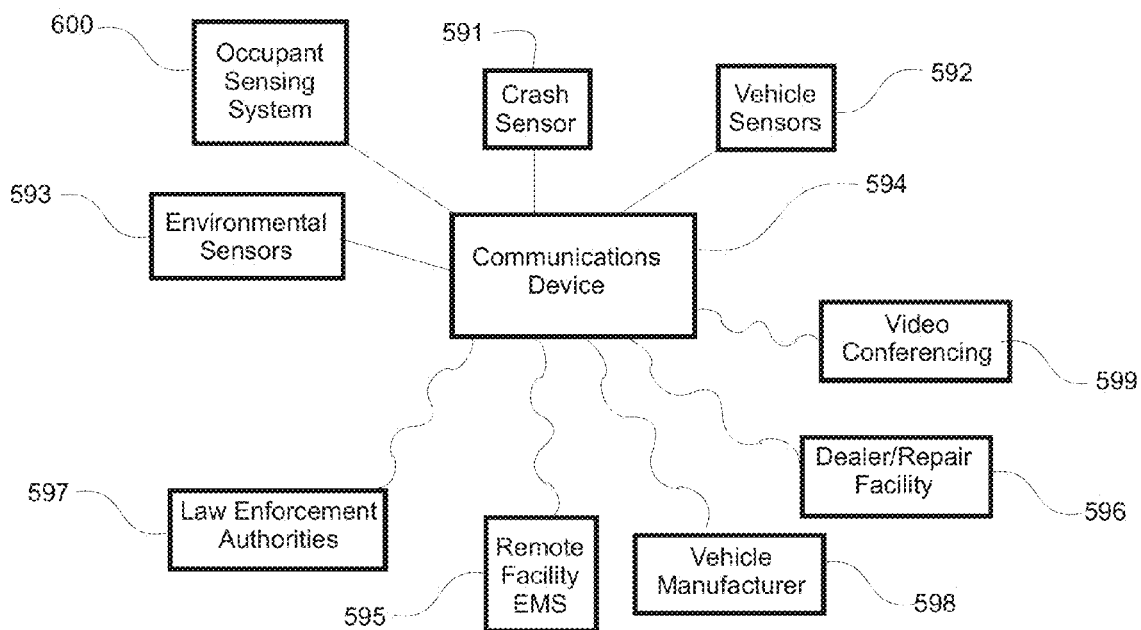 600
Occupant
Sensing
System
591
Crash
Sensor
Vehicle
Sensors
592
593
Environmental
Sensors
594
Communications
Device
Video
Conferencing
599
Dealer/Repair
Facility
596
597
Law Enforcement
Authorities
Remote
Facility
EMS
595
Vehicle
Manufacturer
598